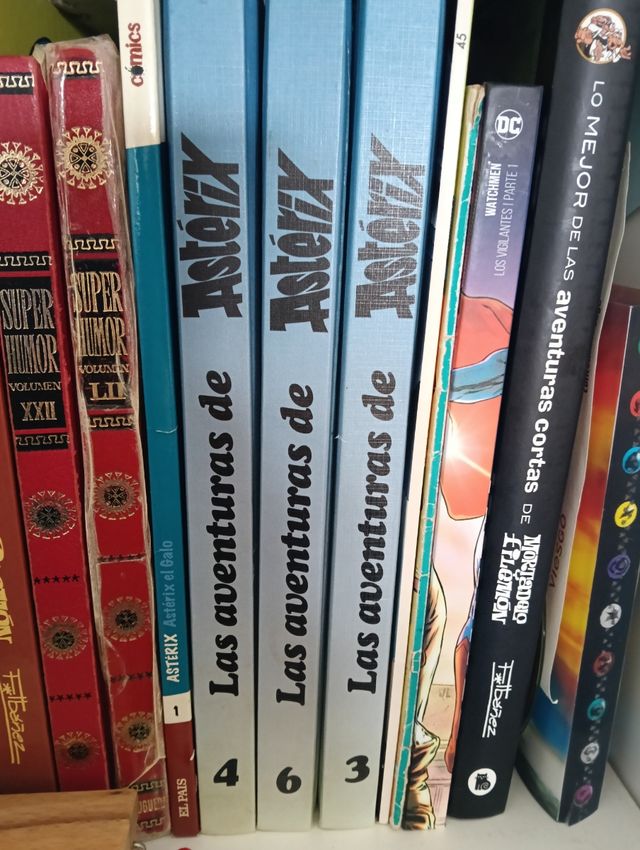 Ibáñez
SUPER
HUMOR
VOLUMEN
XXII
SUPER
HUMOR
VOLUMEN
LII
cómics
ASTÉRIX Astérix el Galo
1
EL PAÍS
Las aventuras de Astérix
4
Las aventuras de Astérix
6
Las aventuras de Astérix
3
45
DC
WATCHMEN
LOS VIGILANTES | PARTE 1
LO MEJOR DE LAS aventuras cortas DE
MORTADELO
Y FILEMÓN
Ibáñez